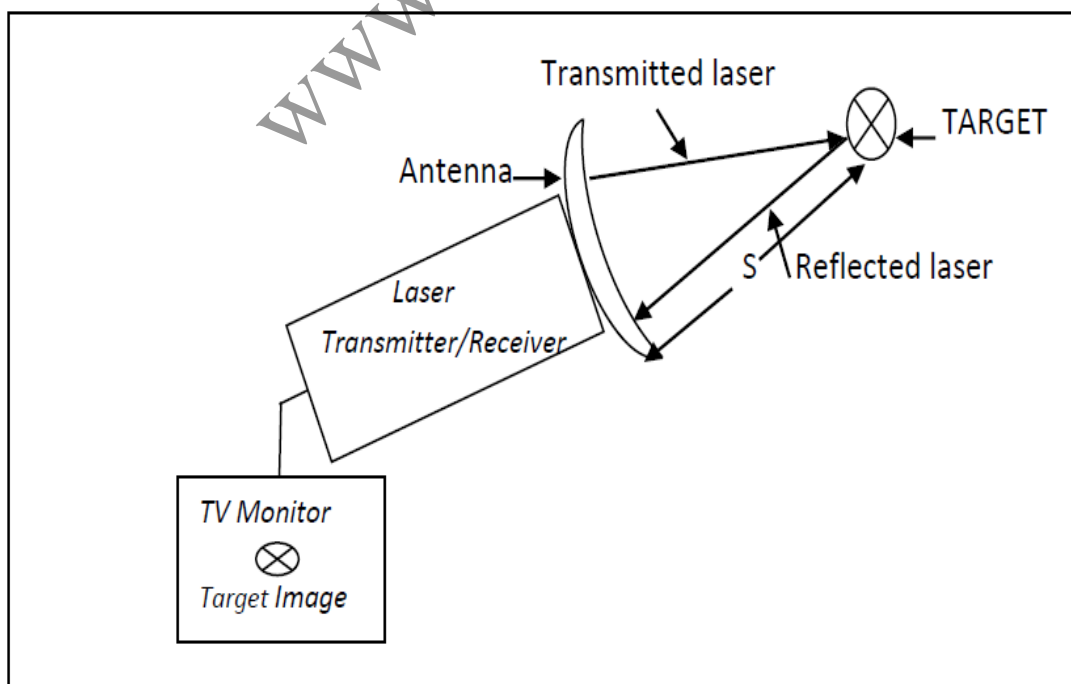 www
Transmitted laser
TARGET
Antenna
S
Reflected laser
Laser
Transmitter/Receiver
TV Monitor
Target Image